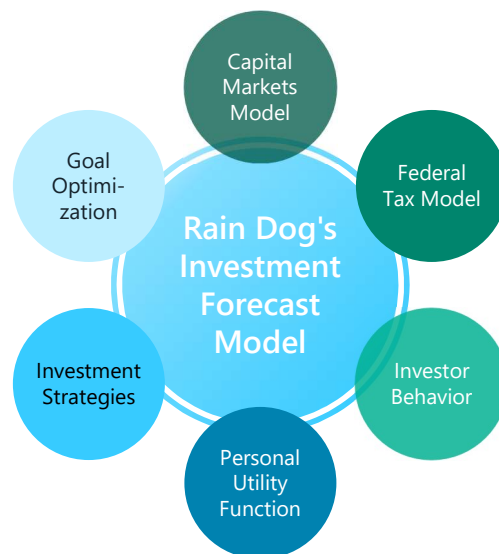 Capital
Markets
Model
Goal
Optimi-
zation
Federal
Tax Model
Rain Dog's
Investment
Forecast
Model
Investment
Strategies
Investor
Behavior
Personal
Utility
Function